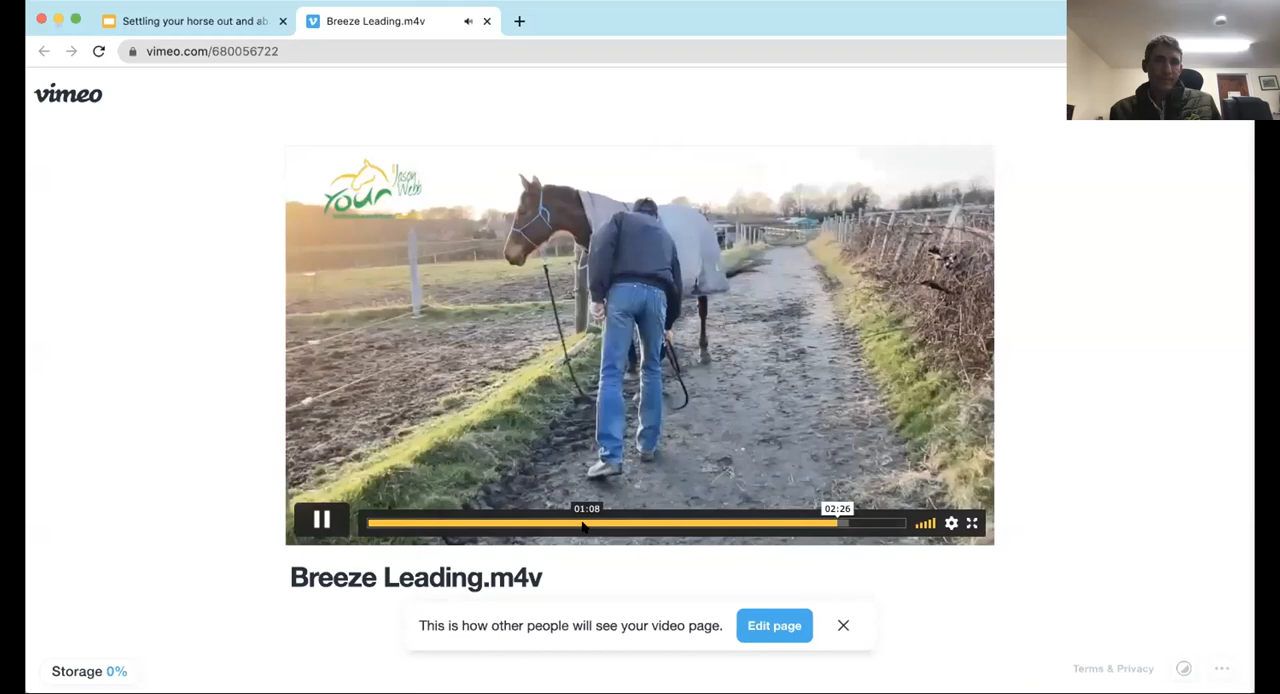 Settling your horse out and ab
Breeze Leading.m4v
vimeo.com/680056722
vimeo
Your
Jason
Webb
01:08
02:26
Breeze Leading.m4v
This is how other people will see your video page.
Edit page
Storage 0%
Terms & Privacy